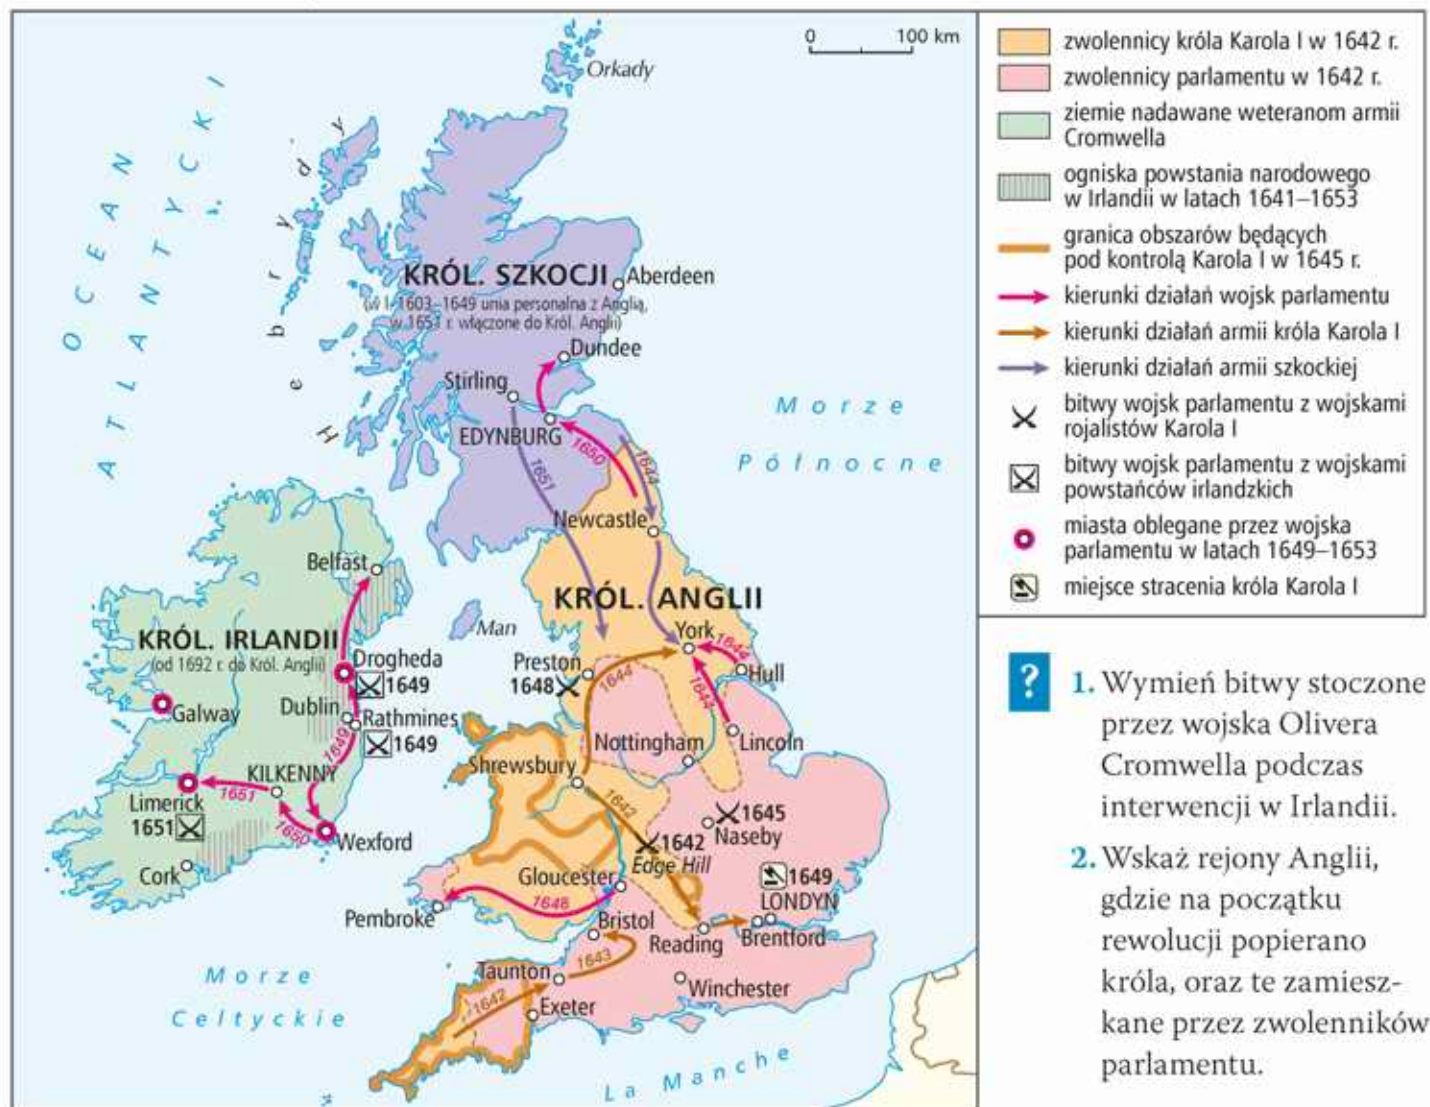 0 100 km
Orkady
OCEAN
ATLANTYCKI
Hebrydy
KRÓL. SZKOCJI
(w l. 1603–1649 unia personalna z Anglią,
w 1651 r. włączone do Król. Anglii)
Aberdeen
Dundee
Stirling
EDYNBURG
1650
1644
1651
Morze
Północne
Newcastle
Belfast
KRÓL. ANGLII
KRÓL. IRLANDII
(od 1692 r. do Król. Anglii)
Man
York
1644
Drogheda
1649
Preston
1648
1644
Hull
1644
Galway
Dublin
Rathmines
1649
1649
Nottingham
Lincoln
Shrewsbury
KILKENNY
1651
Limerick
1651
1650
Wexford
1642
1645
Naseby
1642
Edge Hill
Cork
Gloucester
1649
LONDYN
Pembroke
1648
Bristol
Reading
Brentford
1643
Taunton
Winchester
1642
Exeter
Morze
Celtyckie
La Manche
zwolennicy króla Karola I w 1642 r.
zwolennicy parlamentu w 1642 r.
ziemie nadawane weteranom armii
Cromwella
ogniska powstania narodowego
w Irlandii w latach 1641–1653
granica obszarów będących
pod kontrolą Karola I w 1645 r.
kierunki działań wojsk parlamentu
kierunki działań armii króla Karola I
kierunki działań armii szkockiej
bitwy wojsk parlamentu z wojskami
rojalistów Karola I
bitwy wojsk parlamentu z wojskami
powstańców irlandzkich
miasta oblegane przez wojska
parlamentu w latach 1649–1653
miejsce stracenia króla Karola I
? 1. Wymień bitwy stoczone
przez wojska Olivera
Cromwella podczas
interwencji w Irlandii.
2. Wskaż rejony Anglii,
gdzie na początku
rewolucji popierano
króla, oraz te zamiesz-
kane przez zwolenników
parlamentu.